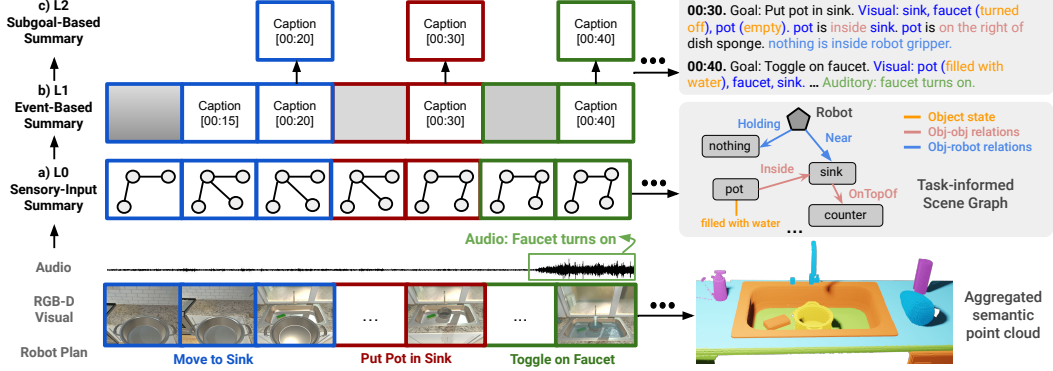 c) L2
Subgoal-Based
Summary
Caption
[00:20]
Caption
[00:30]
Caption
[00:40]
...
00:30. Goal: Put pot in sink. Visual: sink, faucet (turned
off), pot (empty). pot is inside sink. pot is on the right of
dish sponge. nothing is inside robot gripper.
00:40. Goal: Toggle on faucet. Visual: pot (filled with
water), faucet, sink. ... Auditory: faucet turns on.
b) L1
Event-Based
Summary
Caption
[00:15]
Caption
[00:20]
Caption
[00:30]
Caption
[00:40]
a) L0
Sensory-Input
Summary
...
Robot
Holding
Near
nothing
Inside
sink
pot
OnTopOf
counter
filled with water
...
Object state
Obj-obj relations
Obj-robot relations
Task-informed
Scene Graph
Audio: Faucet turns on
Audio
RGB-D
Visual
...
...
...
Aggregated
semantic
point cloud
Robot Plan
Move to Sink
Put Pot in Sink
Toggle on Faucet